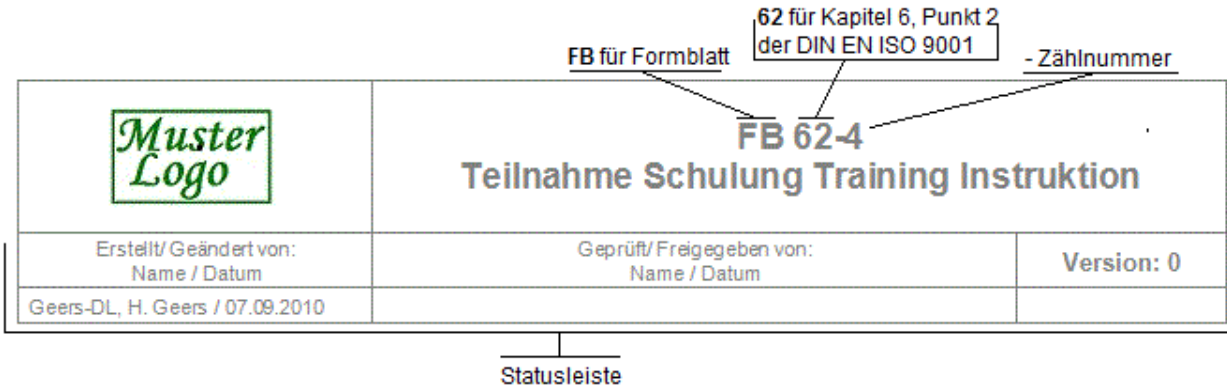 62 für Kapitel 6, Punkt 2
der DIN EN ISO 9001
FB für Formblatt
- Zählnummer
Muster
Logo
FB 62-4
Teilnahme Schulung Training Instruktion
Erstellt/ Geändert von:
Name / Datum
Geprüft/ Freigegeben von:
Name / Datum
Version: 0
Geers-DL, H. Geers / 07.09.2010
Statusleiste